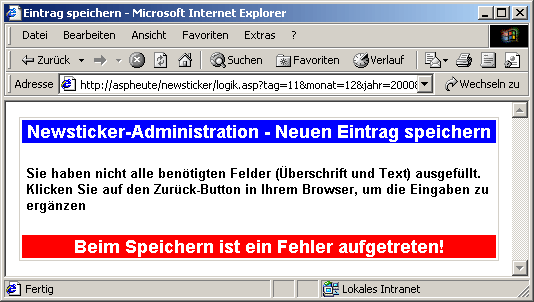 Eintrag speichern - Microsoft Internet Explorer
Datei Bearbeiten Ansicht Favoriten Extras ?
Zurück Suchen Favoriten Verlauf
Adresse http://aspheute/newsticker/logik.asp?tag=11&monat=12&jahr=2000& Wechseln zu
Newsticker-Administration - Neuen Eintrag speichern
Sie haben nicht alle benötigten Felder (Überschrift und Text) ausgefüllt.
Klicken Sie auf den Zurück-Button in Ihrem Browser, um die Eingaben zu
ergänzen
Beim Speichern ist ein Fehler aufgetreten!
Fertig Lokales Intranet